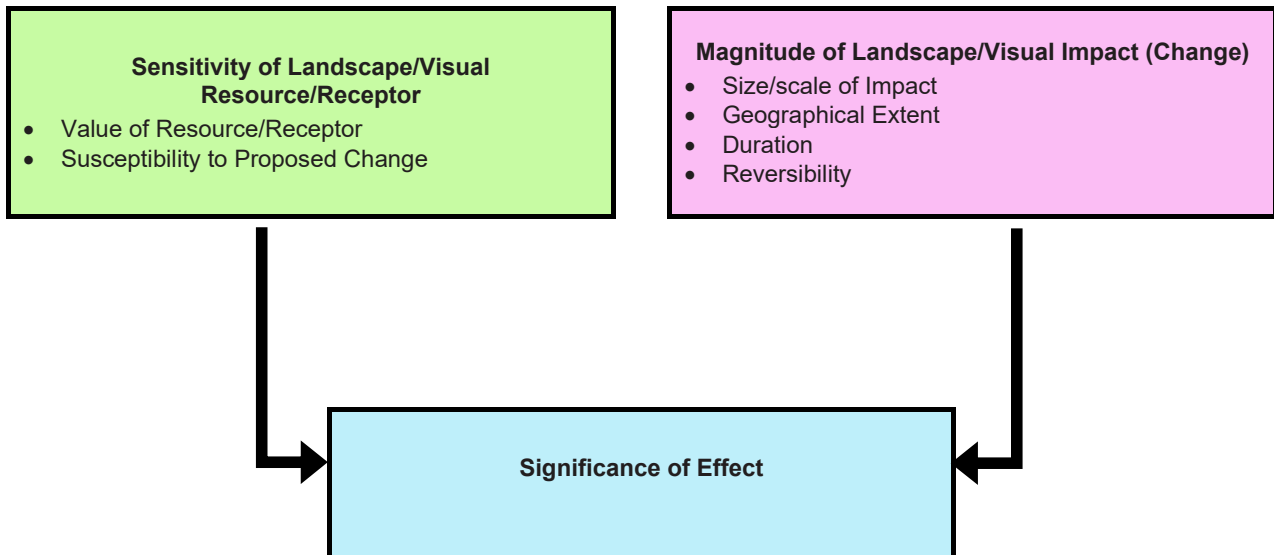 Sensitivity of Landscape/Visual
Resource/Receptor
• Value of Resource/Receptor
• Susceptibility to Proposed Change
Magnitude of Landscape/Visual Impact (Change)
• Size/scale of Impact
• Geographical Extent
• Duration
• Reversibility
Significance of Effect